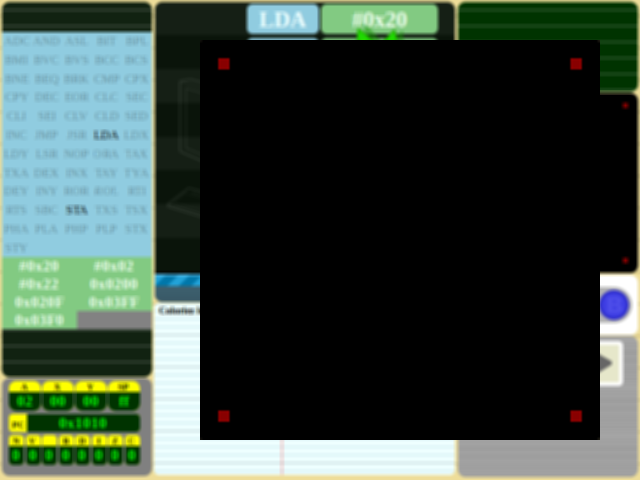 LDA #0x20
ADC AND ASL BIT BPL
BMI BVC BVS BCC BCS
BNE BEQ BRK CMP CPX
CPY DEC EOR CLC SEC
CLI SEI CLV CLD SED
INC JMP JSR LDA LDX
LDY LSR NOP ORA TAX
TXA DEX INX TAY TYA
DEY INY ROR ROL RTI
RTS SBC STA TXS TSX
PHA PLA PHP PLP STX
STY
#0x20 #0x02
#0x22 0x0200
0x020F 0x03FF
0x03F0
A X Y SP
02 00 00 ff
PC 0x1010
N V B D I Z C
0 0 0 0 0 0 0 0